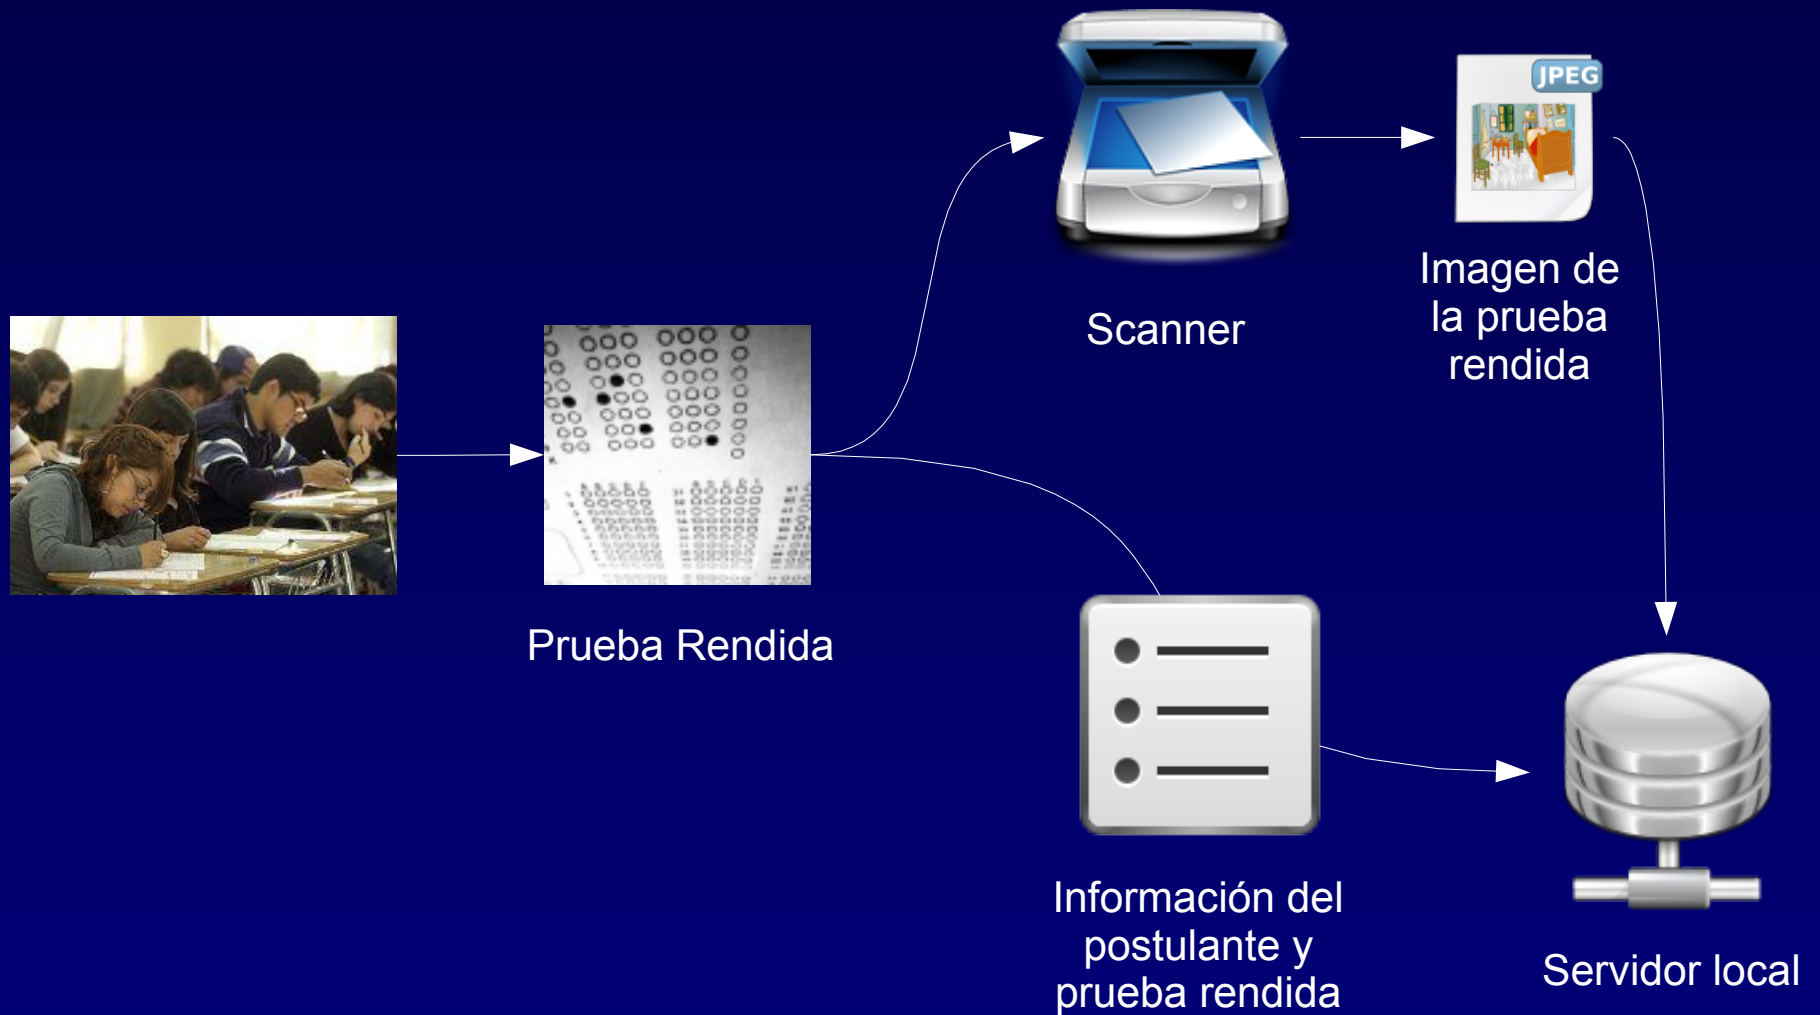 JPEG
Imagen de
la prueba
rendida
Scanner
Prueba Rendida
Información del
postulante y
prueba rendida
Servidor local